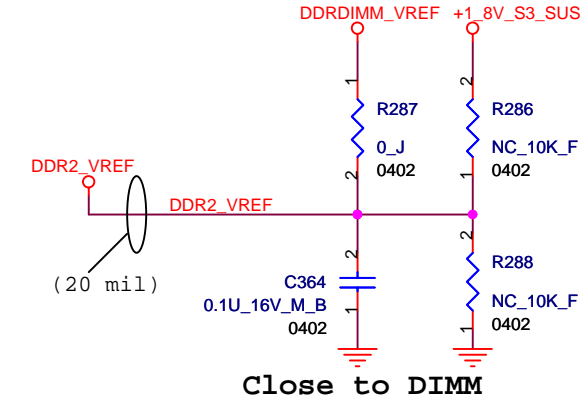 DDRDIMM_VREF +1_8V_S3_SUS
1 2
R287 R286
0_J NC_10K_F
0402 0402
2 1
DDR2_VREF
DDR2_VREF
(20 mil)
2 2
C364 R288
0.1U_16V_M_B NC_10K_F
0402 0402
1 1
Close to DIMM